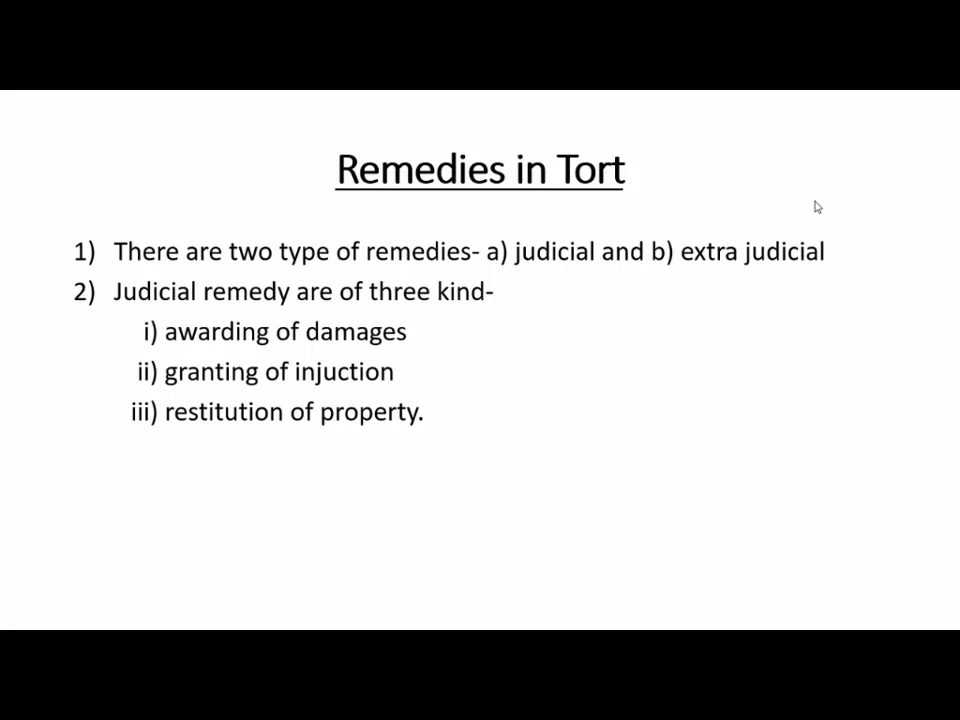 Remedies in Tort
1) There are two type of remedies- a) judicial and b) extra judicial
2) Judicial remedy are of three kind-
i) awarding of damages
ii) granting of injuction
iii) restitution of property.